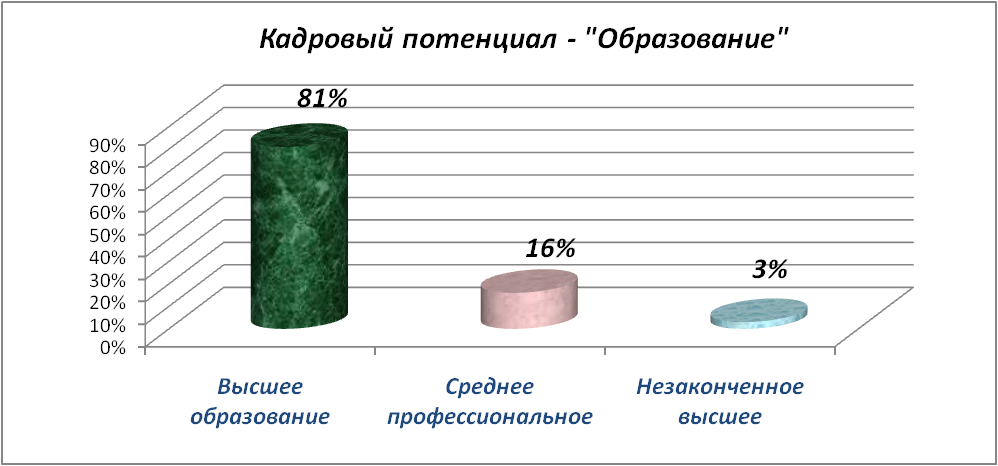 Кадровый потенциал - "Образование"
81%
16%
3%
90%
80%
70%
60%
50%
40%
30%
20%
10%
0%
Высшее
образование
Среднее
профессиональное
Незаконченное
высшее